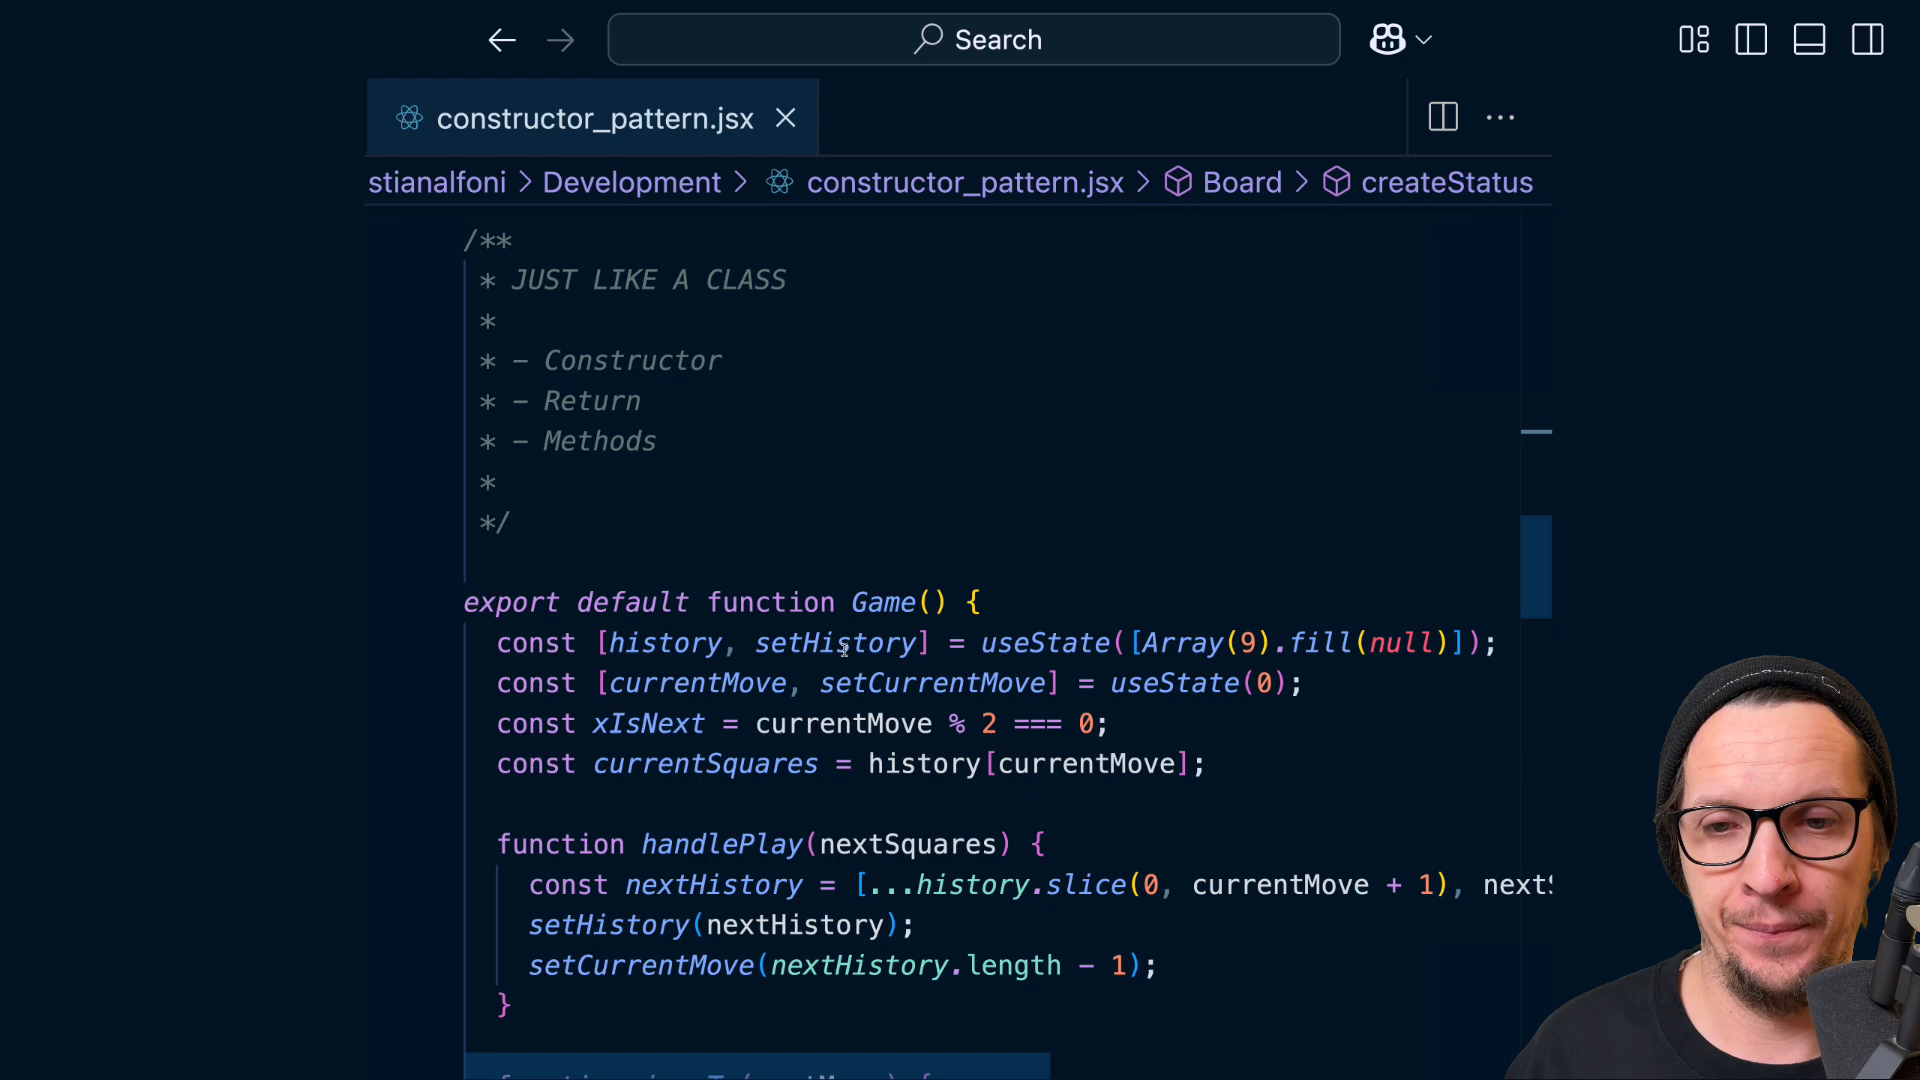 Search
constructor_pattern.jsx
stianalfoni > Development > constructor_pattern.jsx > Board > createStatus
/**
* JUST LIKE A CLASS
*
* - Constructor
* - Return
* - Methods
*
*/
export default function Game() {
const [history, setHistory] = useState([Array(9).fill(null)]);
const [currentMove, setCurrentMove] = useState(0);
const xIsNext = currentMove % 2 === 0;
const currentSquares = history[currentMove];
function handlePlay(nextSquares) {
const nextHistory = [...history.slice(0, currentMove + 1),
setHistory(nextHistory);
setCurrentMove(nextHistory.length - 1);
}